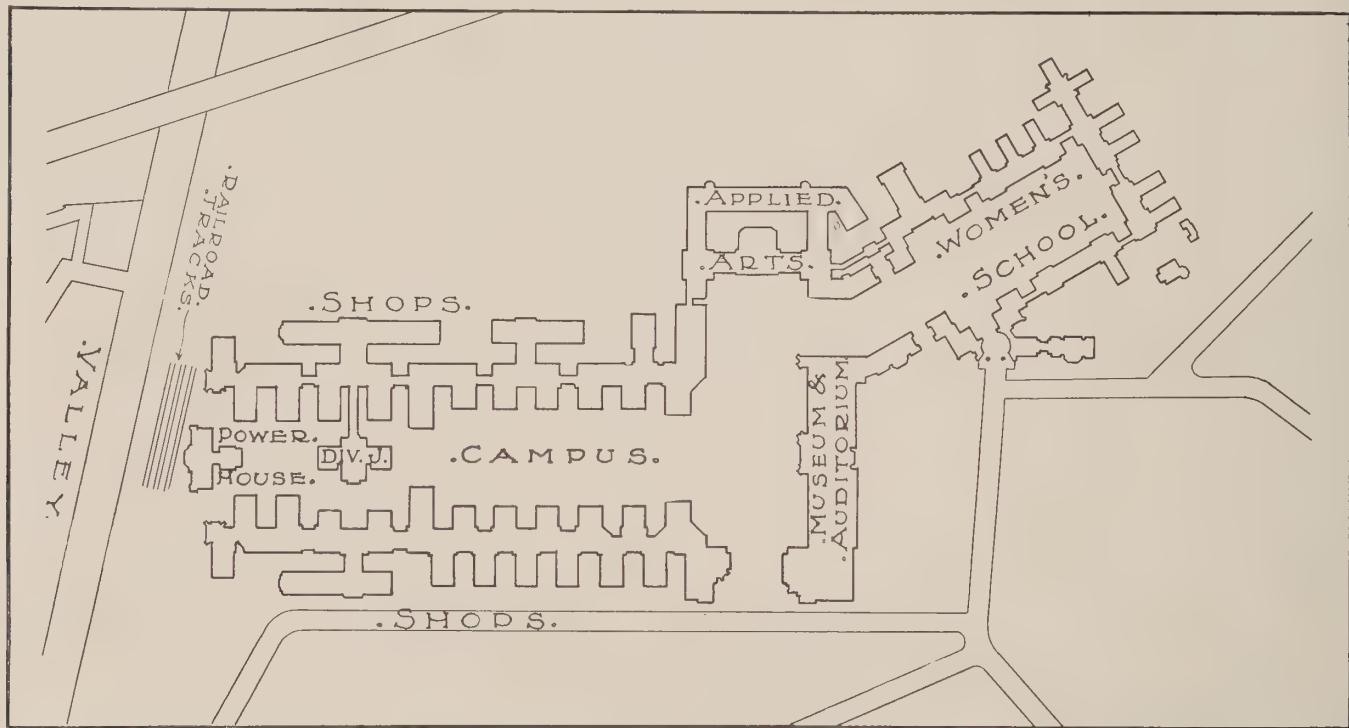 .RAILROAD.
.TRACKS.
.APPLIED.
.ARTS.
.WOMEN'S.
.SCHOOL.
.SHOPS.
.VALLEY.
.POWER.
HOUSE.
D.V.J.
.CAMPUS.
.MUSEUM &
.AUDITORIUM.
.SHOPS.